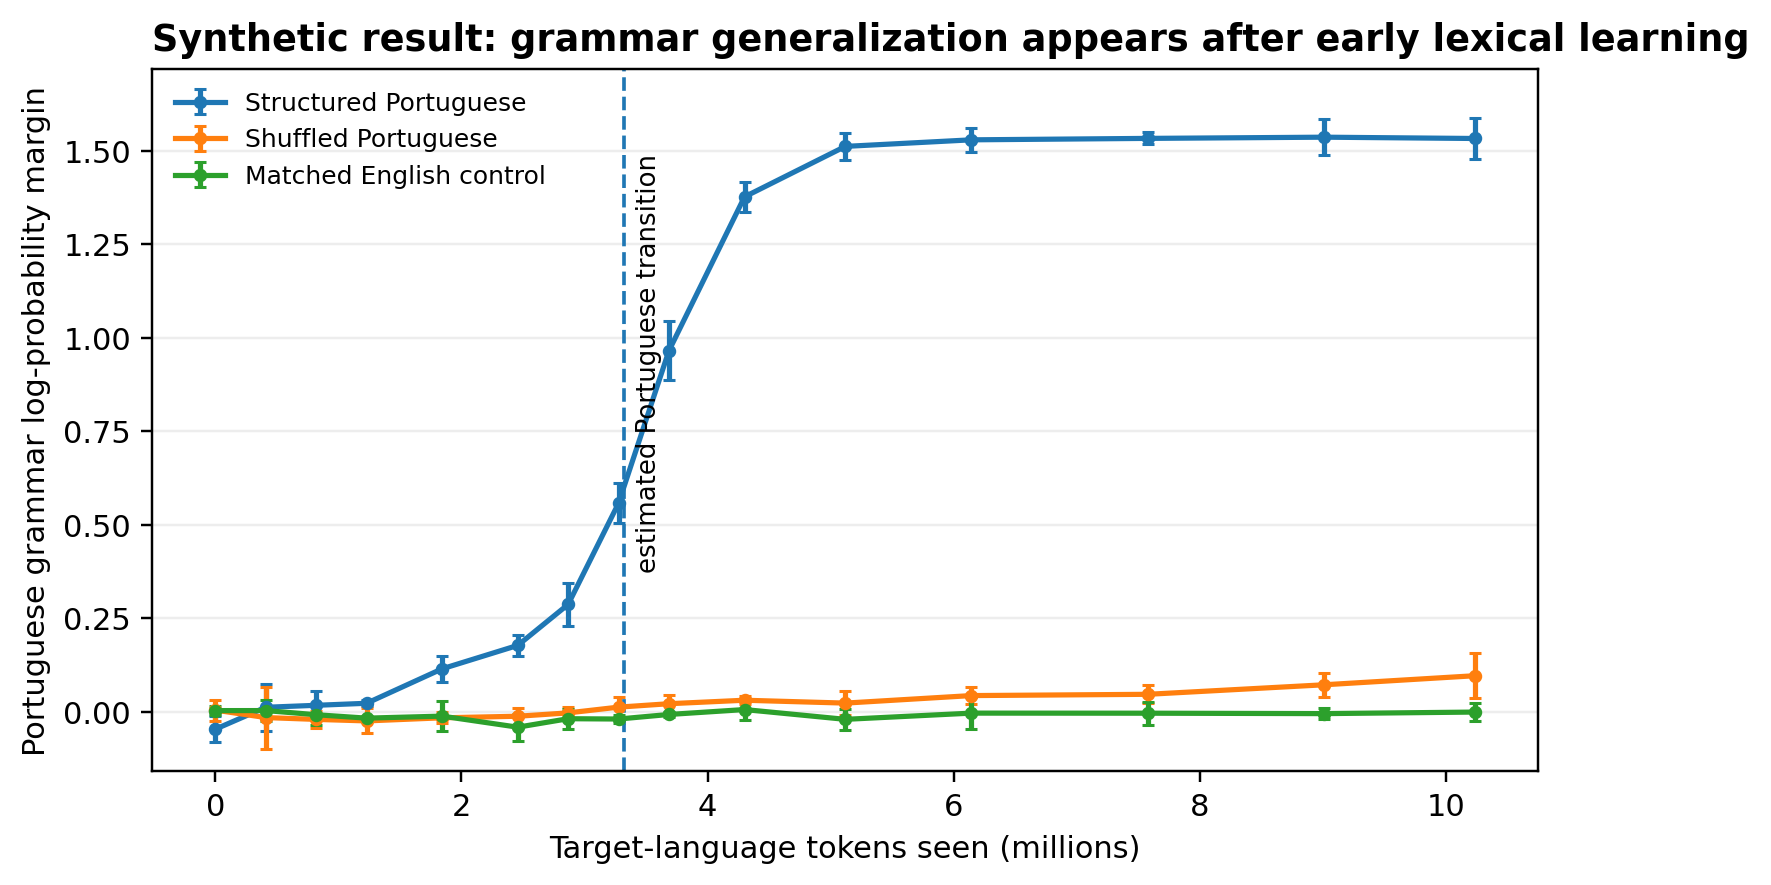 Synthetic result: grammar generalization appears after early lexical learning
Structured Portuguese
Shuffled Portuguese
Matched English control
Portuguese grammar log-probability margin
1.50
1.25
1.00
0.75
0.50
0.25
0.00
estimated Portuguese transition
0
2
4
6
8
10
Target-language tokens seen (millions)